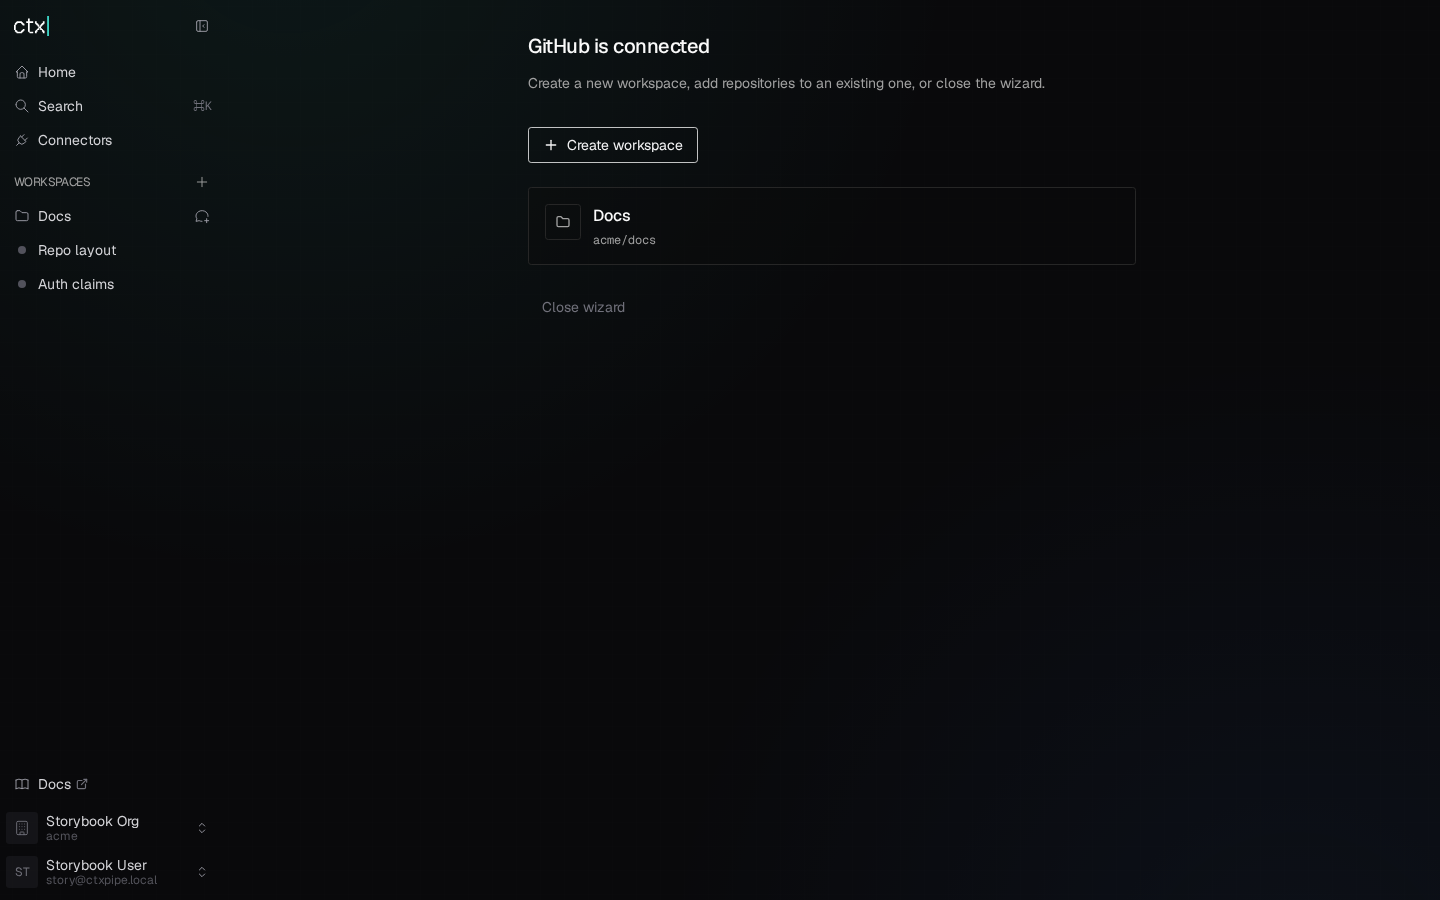 ctx
Home
Search ⌘K
Connectors
WORKSPACES
Docs
Repo layout
Auth claims
Docs
Storybook Org
acme
ST
Storybook User
story@ctxpipe.local
GitHub is connected
Create a new workspace, add repositories to an existing one, or close the wizard.
Create workspace
Docs
acme/docs
Close wizard